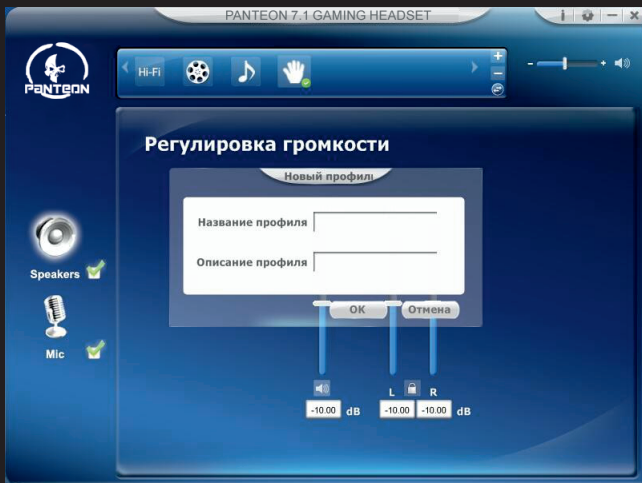 PANTEON 7.1 GAMING HEADSET
PANTEON
Hi-Fi
Регулировка громкости
Новый профиль
Название профиля
Описание профиля
OK
Отмена
Speakers
Mic
L R
-10.00 dB -10.00 -10.00 dB